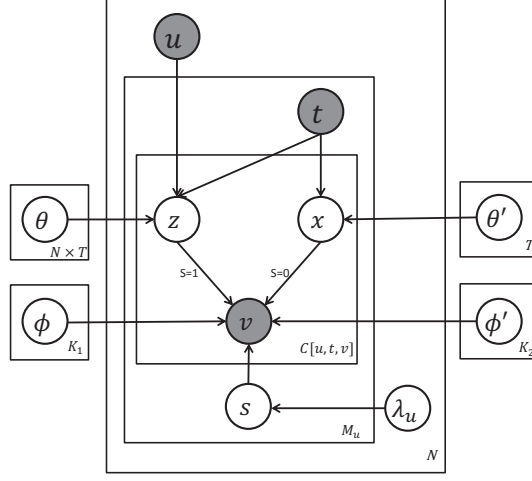 u
t
θ
N × T
z
x
θ′
T
S=1
S=0
ϕ
K₁
v
C[u,t,v]
ϕ′
K₂
s
λᵤ
Mᵤ
N